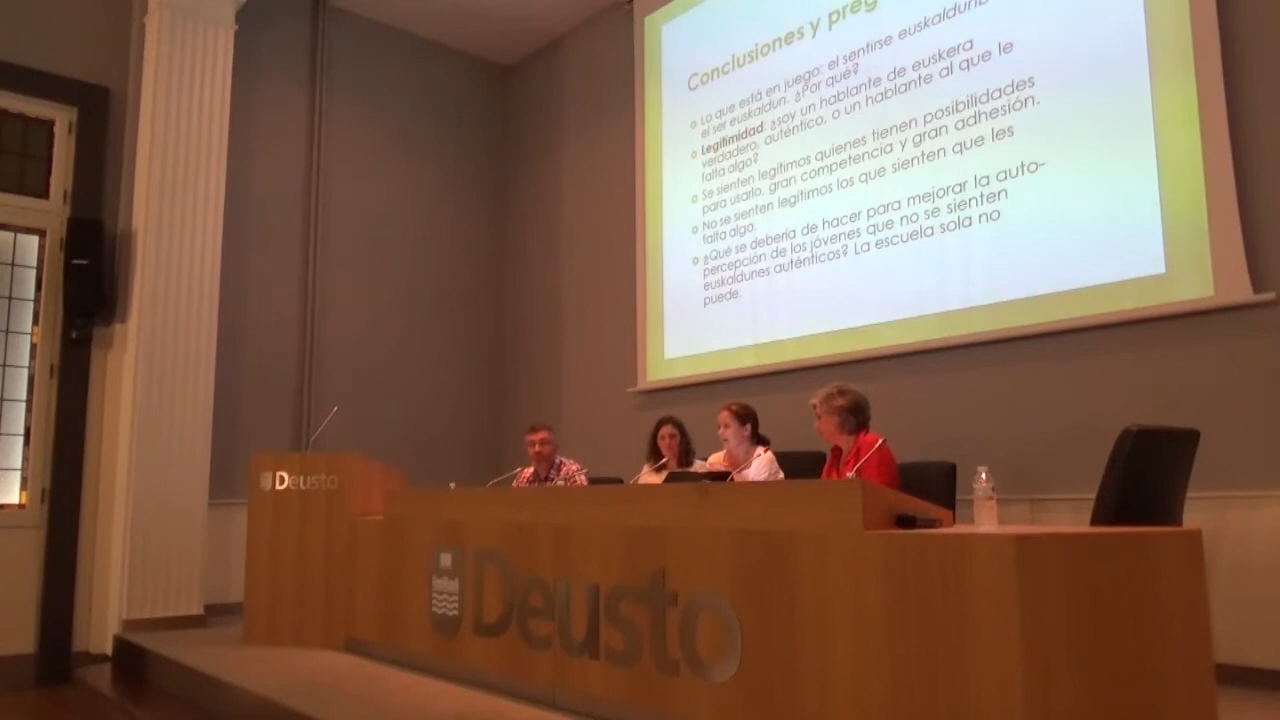 Conclusiones y preg
o Lo que está en juego: el sentirse euskaldun
el ser euskaldun. ¿Por qué?
o Legitimidad: ¿soy un hablante de euskera
verdadero, auténtico, o un hablante al que le
falta algo?
o Se sienten legítimos quienes tienen posibilidades
para usarlo, gran competencia y gran adhesión.
o No se sienten legítimos los que sienten que les
falta algo.
o ¿Qué se debería de hacer para mejorar la auto-
percepción de los jóvenes que no se sienten
euskaldunes auténticos? La escuela sola no
puede.
Deusto
Deusto